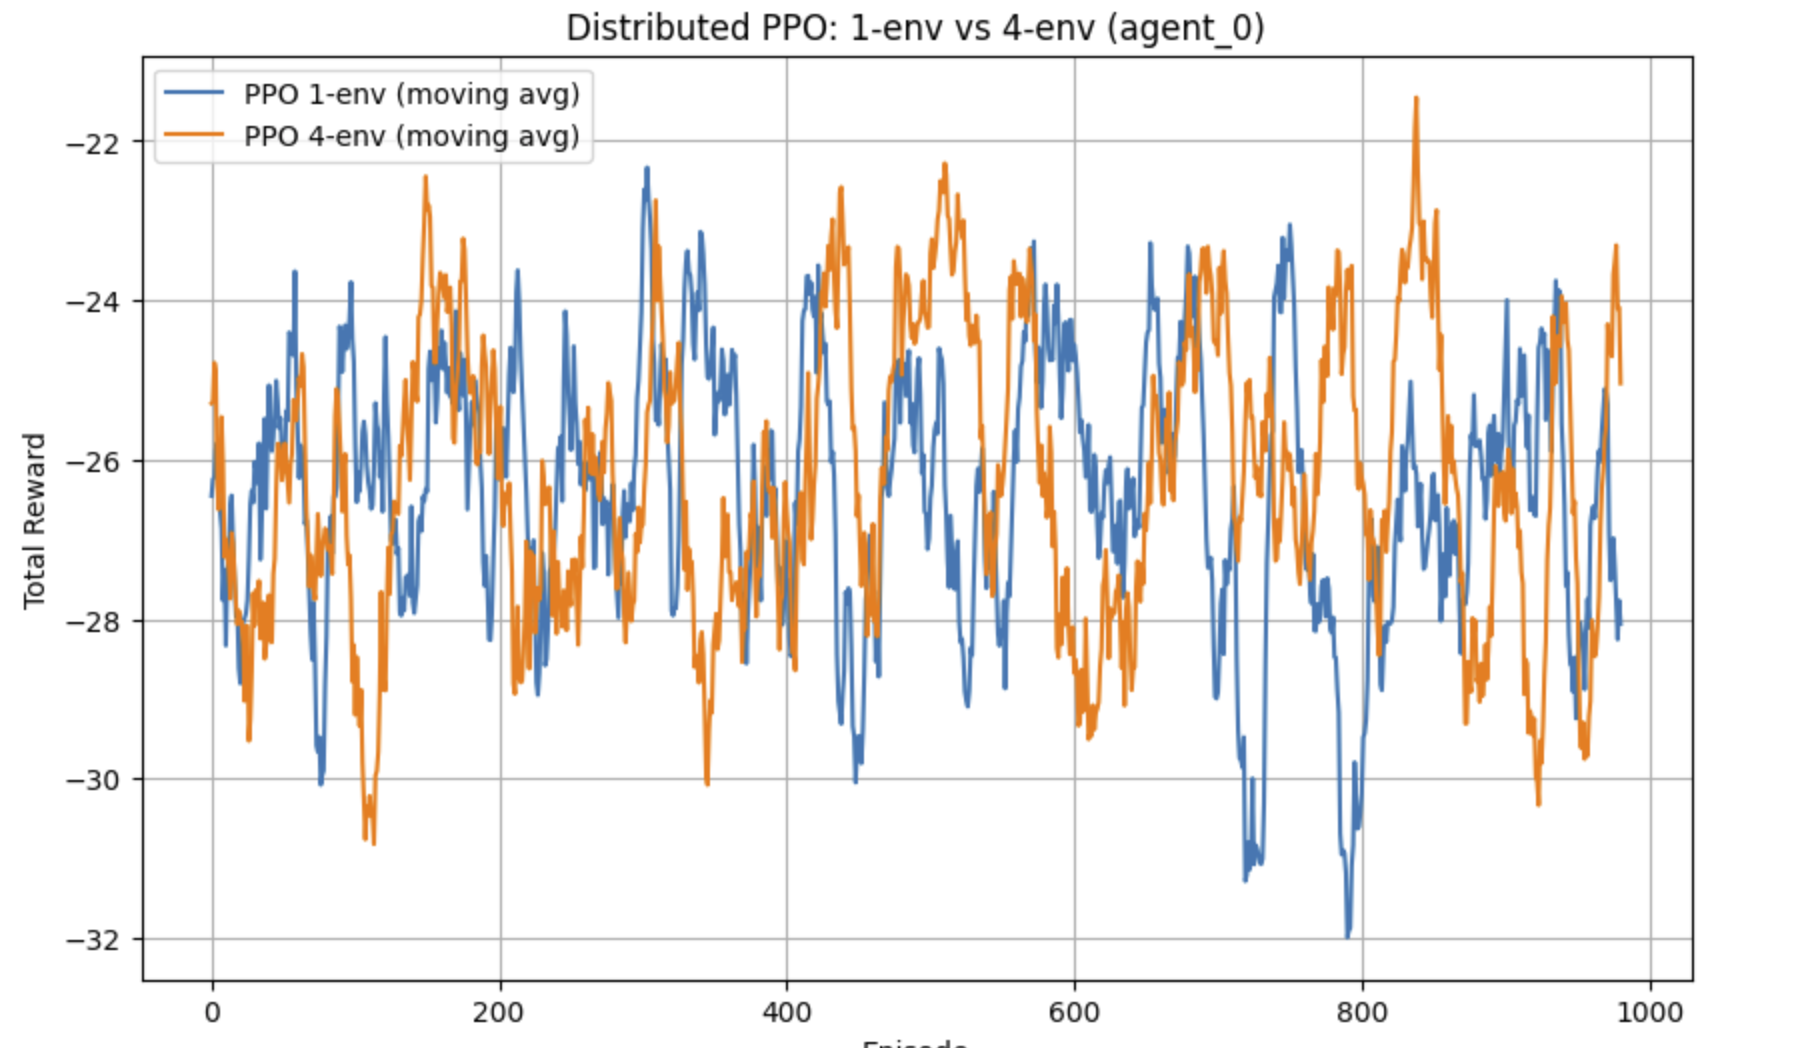 Distributed PPO: 1-env vs 4-env (agent_0)
PPO 1-env (moving avg)
PPO 4-env (moving avg)
Total Reward
−22
−24
−26
−28
−30
−32
0 200 400 600 800 1000
Episode